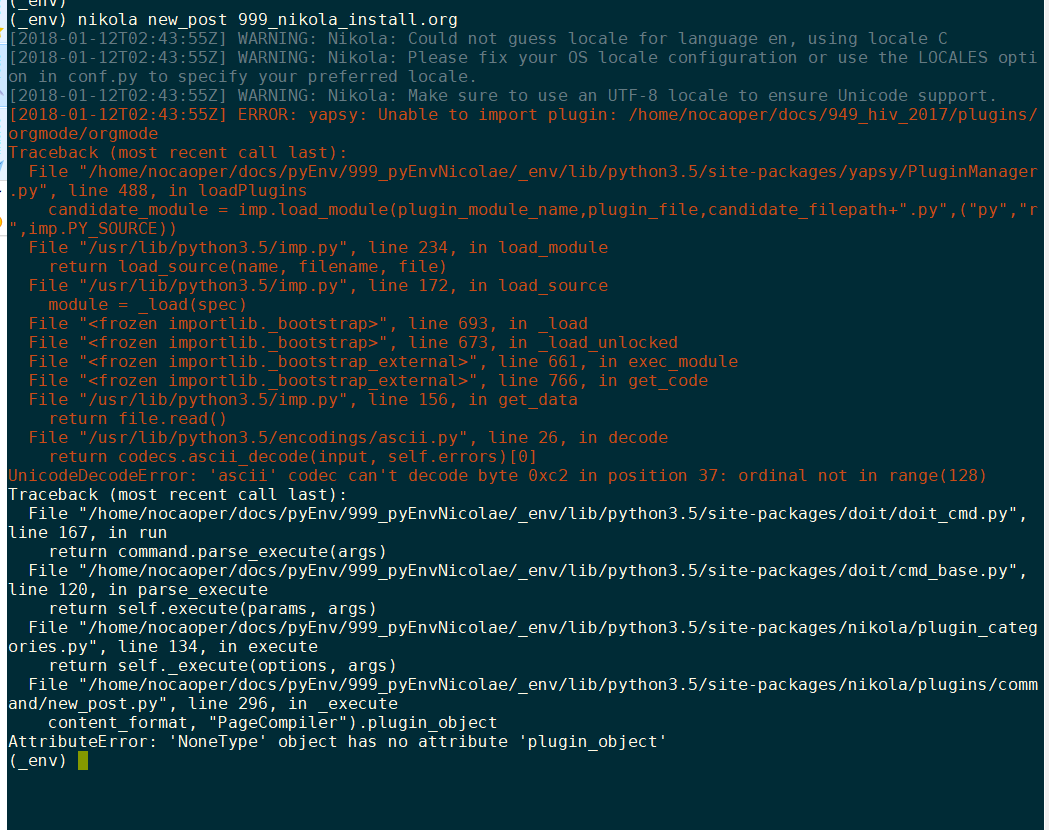 (_env)
(_env) nikola new_post 999_nikola_install.org
[2018-01-12T02:43:55Z] WARNING: Nikola: Could not guess locale for language en, using locale C
[2018-01-12T02:43:55Z] WARNING: Nikola: Please fix your OS locale configuration or use the LOCALES opti
on in conf.py to specify your preferred locale.
[2018-01-12T02:43:55Z] WARNING: Nikola: Make sure to use an UTF-8 locale to ensure Unicode support.
[2018-01-12T02:43:55Z] ERROR: yapsy: Unable to import plugin: /home/nocaoper/docs/949_hiv_2017/plugins/
orgmode/orgmode
Traceback (most recent call last):
  File "/home/nocaoper/docs/pyEnv/999_pyEnvNicolae/_env/lib/python3.5/site-packages/yapsy/PluginManager
.py", line 488, in loadPlugins
    candidate_module = imp.load_module(plugin_module_name,plugin_file,candidate_filepath+".py",("py","r
",imp.PY_SOURCE))
  File "/usr/lib/python3.5/imp.py", line 234, in load_module
    return load_source(name, filename, file)
  File "/usr/lib/python3.5/imp.py", line 172, in load_source
    module = _load(spec)
  File "<frozen importlib._bootstrap>", line 693, in _load
  File "<frozen importlib._bootstrap>", line 673, in _load_unlocked
  File "<frozen importlib._bootstrap_external>", line 661, in exec_module
  File "<frozen importlib._bootstrap_external>", line 766, in get_code
  File "/usr/lib/python3.5/imp.py", line 156, in get_data
    return file.read()
  File "/usr/lib/python3.5/encodings/ascii.py", line 26, in decode
    return codecs.ascii_decode(input, self.errors)[0]
UnicodeDecodeError: 'ascii' codec can't decode byte 0xc2 in position 37: ordinal not in range(128)
Traceback (most recent call last):
  File "/home/nocaoper/docs/pyEnv/999_pyEnvNicolae/_env/lib/python3.5/site-packages/doit/doit_cmd.py",
line 167, in run
    return command.parse_execute(args)
  File "/home/nocaoper/docs/pyEnv/999_pyEnvNicolae/_env/lib/python3.5/site-packages/doit/cmd_base.py",
line 120, in parse_execute
    return self.execute(params, args)
  File "/home/nocaoper/docs/pyEnv/999_pyEnvNicolae/_env/lib/python3.5/site-packages/nikola/plugin_categ
ories.py", line 134, in execute
    return self._execute(options, args)
  File "/home/nocaoper/docs/pyEnv/999_pyEnvNicolae/_env/lib/python3.5/site-packages/nikola/plugins/comm
and/new_post.py", line 296, in _execute
    content_format, "PageCompiler").plugin_object
AttributeError: 'NoneType' object has no attribute 'plugin_object'
(_env)